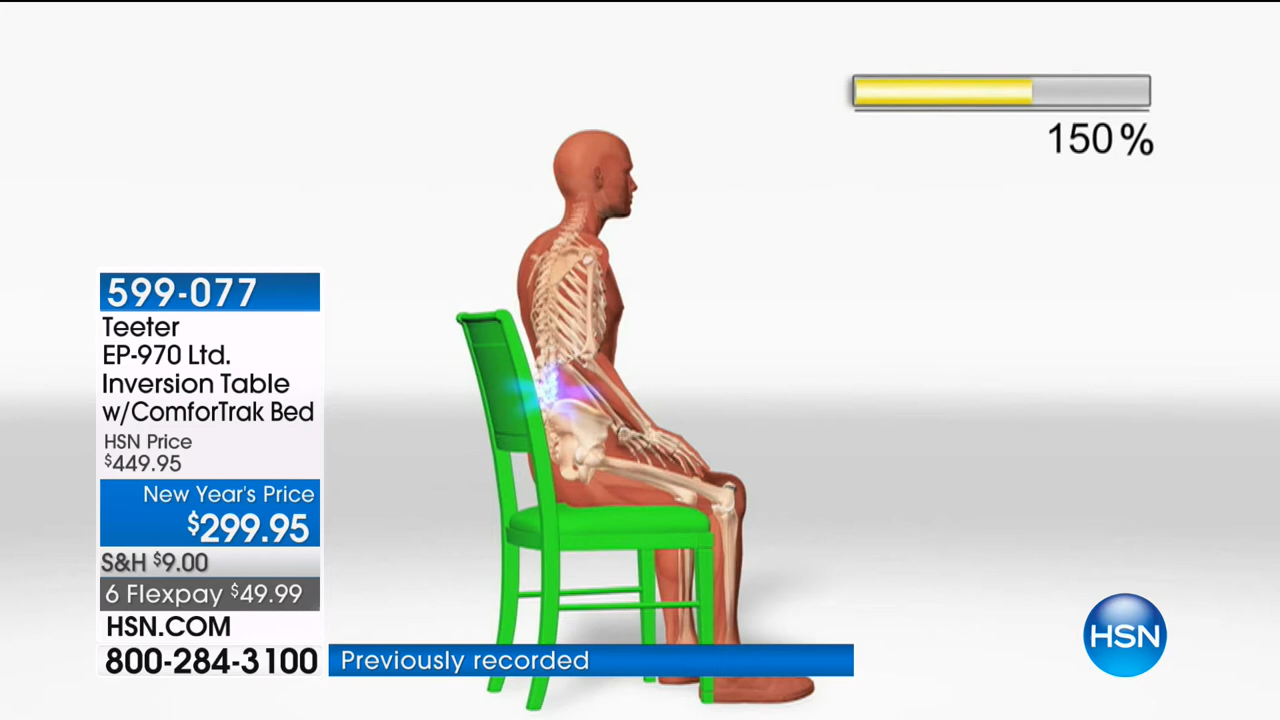 150%
599-077
Teeter
EP-970 Ltd.
Inversion Table
w/ComforTrak Bed
HSN Price
$449.95
New Year's Price
$299.95
S&H $9.00
6 Flexpay $49.99
HSN.COM
800-284-3100
Previously recorded
HSN